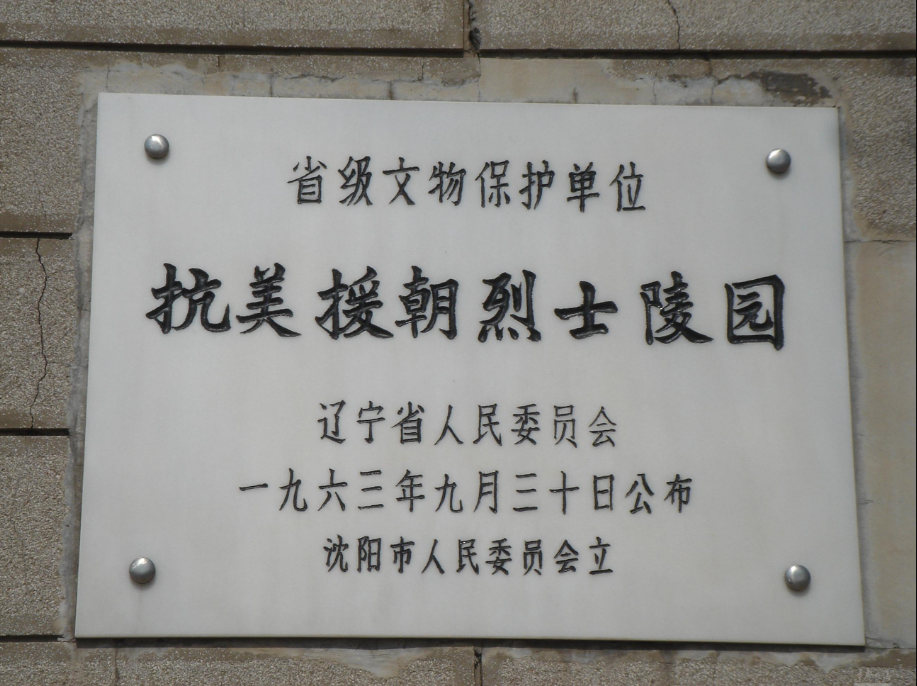 省级文物保护单位
抗美援朝烈士陵园
辽宁省人民委员会
一九六三年九月三十日公布
沈阳市人民委员会立